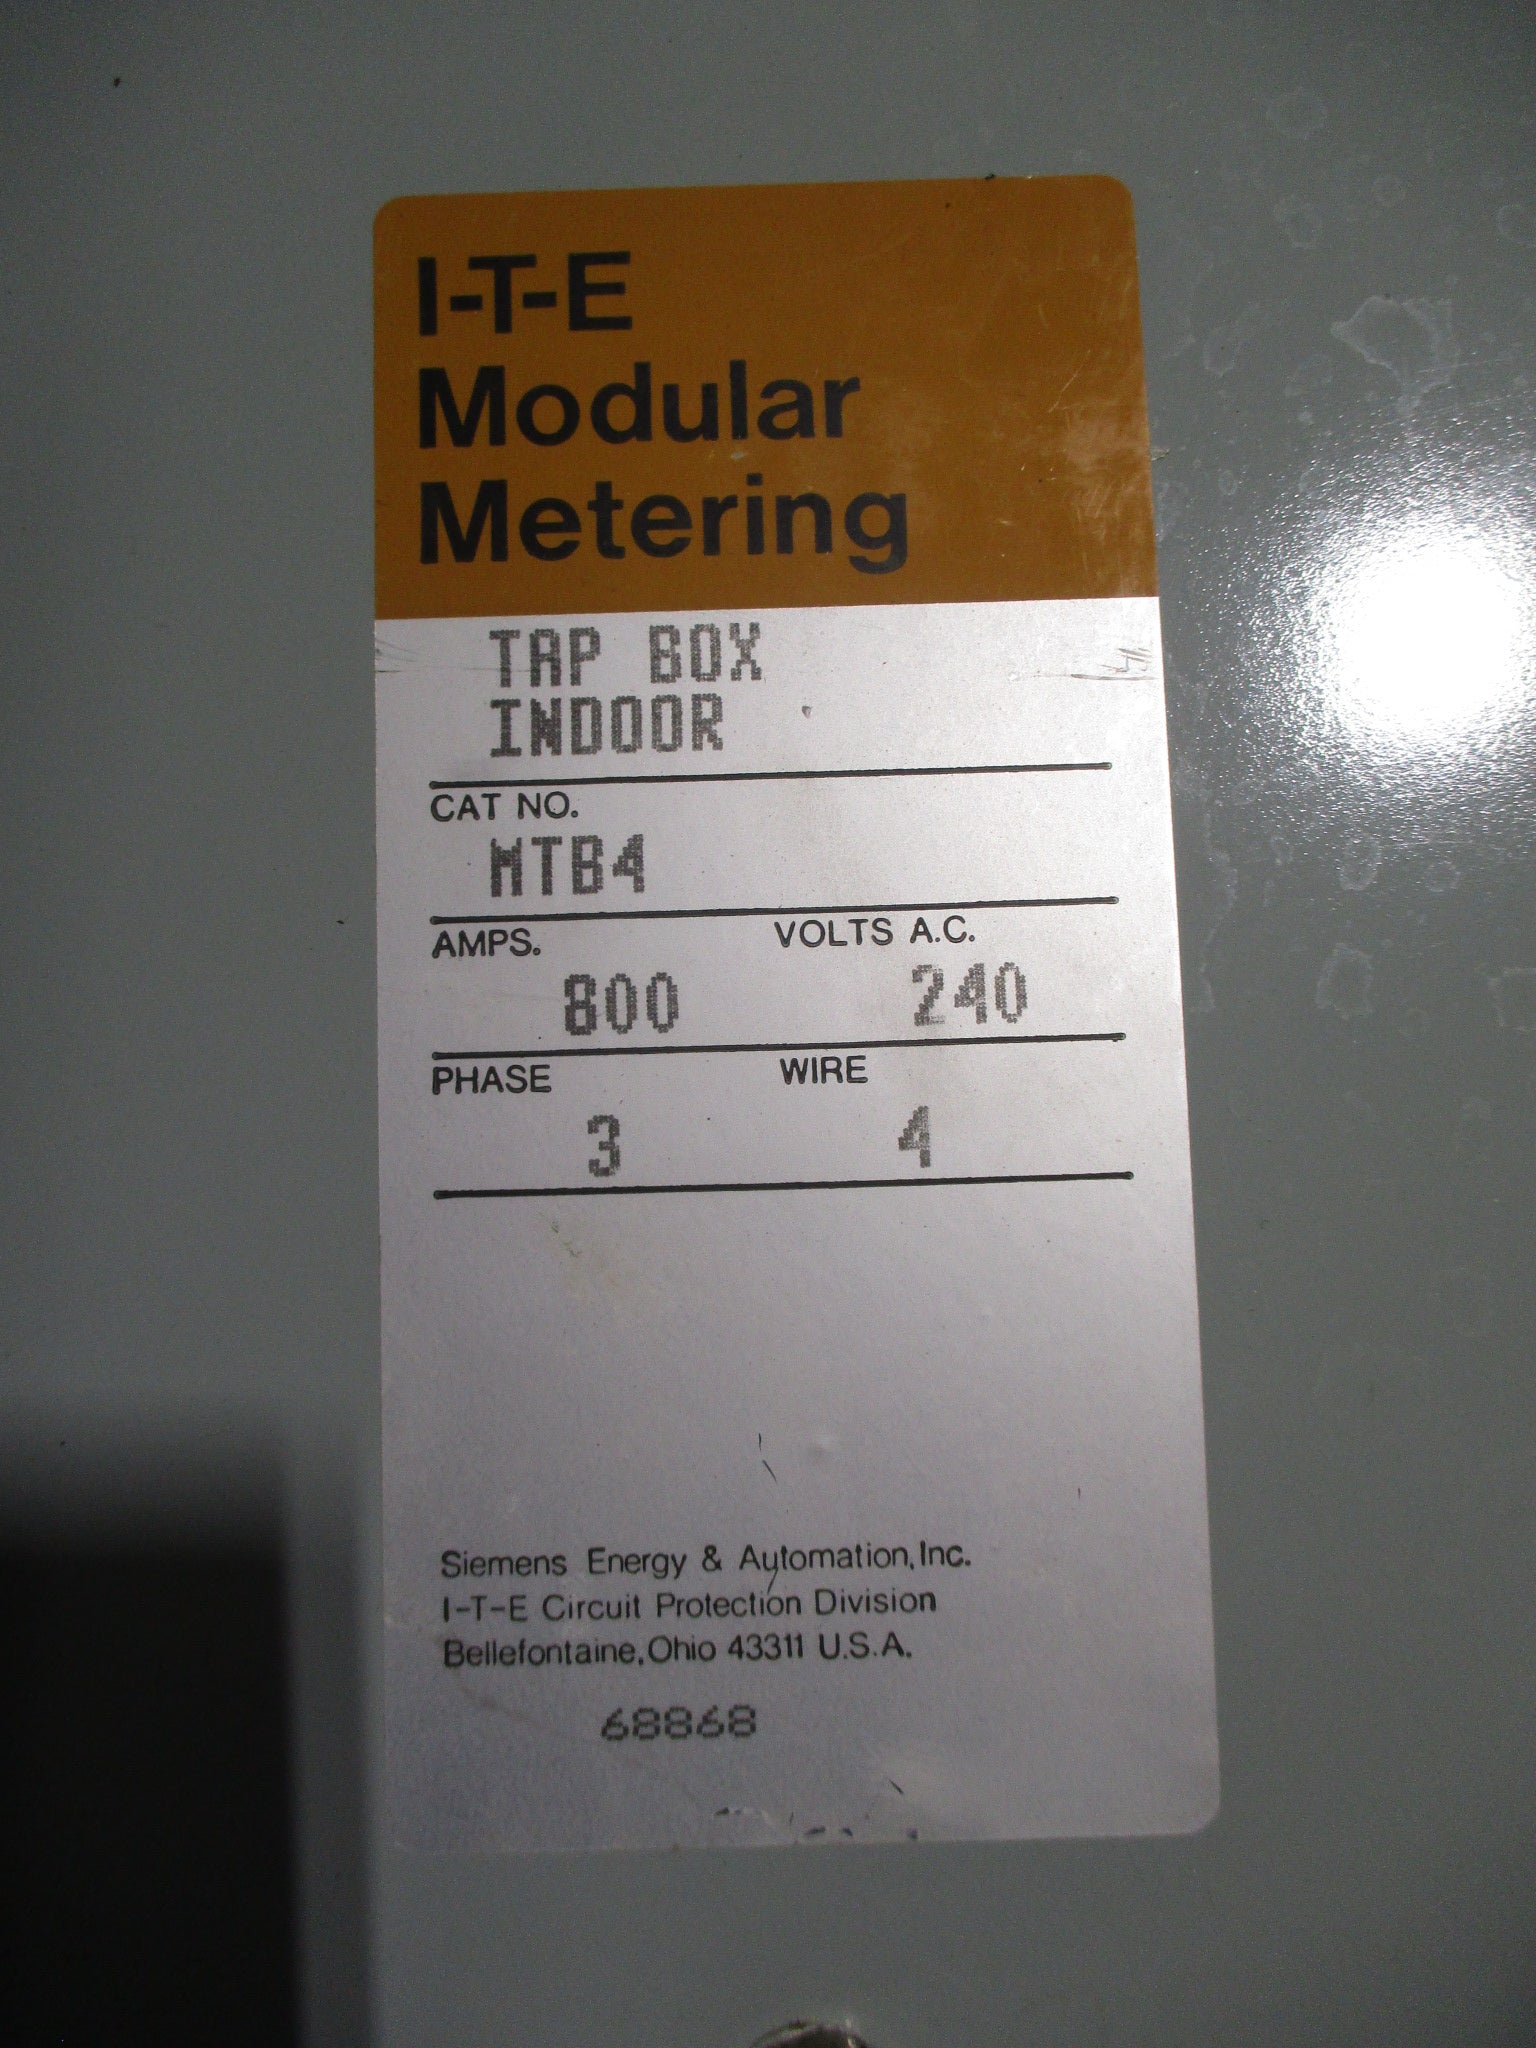 I-T-E
Modular
Metering
TAP BOX
INDOOR
CAT NO.
MTB4
AMPS. VOLTS A.C.
800 240
PHASE WIRE
3 4
Siemens Energy & Automation, Inc.
I-T-E Circuit Protection Division
Bellefontaine, Ohio 43311 U.S.A.
68868